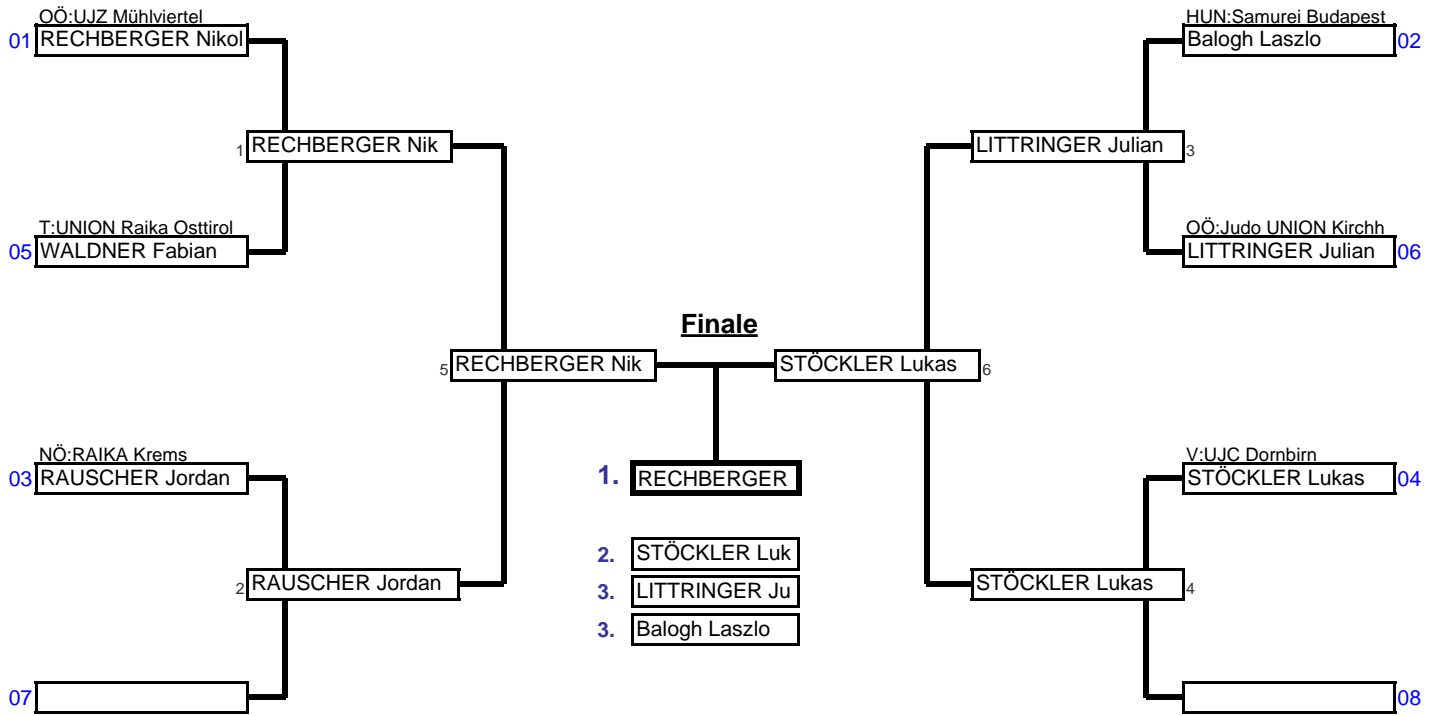 OÖ:UJZ Mühlviertel
01 RECHBERGER Nikol
1 RECHBERGER Nik
T:UNION Raika Osttirol
05 WALDNER Fabian
5 RECHBERGER Nik
NÖ:RAIKA Krems
03 RAUSCHER Jordan
2 RAUSCHER Jordan
07
Finale
1. RECHBERGER
2. STÖCKLER Luk
3. LITTRINGER Ju
3. Balogh Laszlo
HUN:Samurei Budapest
Balogh Laszlo 02
LITTRINGER Julian 3
OÖ:Judo UNION Kirchh
LITTRINGER Julian 06
STÖCKLER Lukas 6
V:UJC Dornbirn
STÖCKLER Lukas 04
STÖCKLER Lukas 4
08